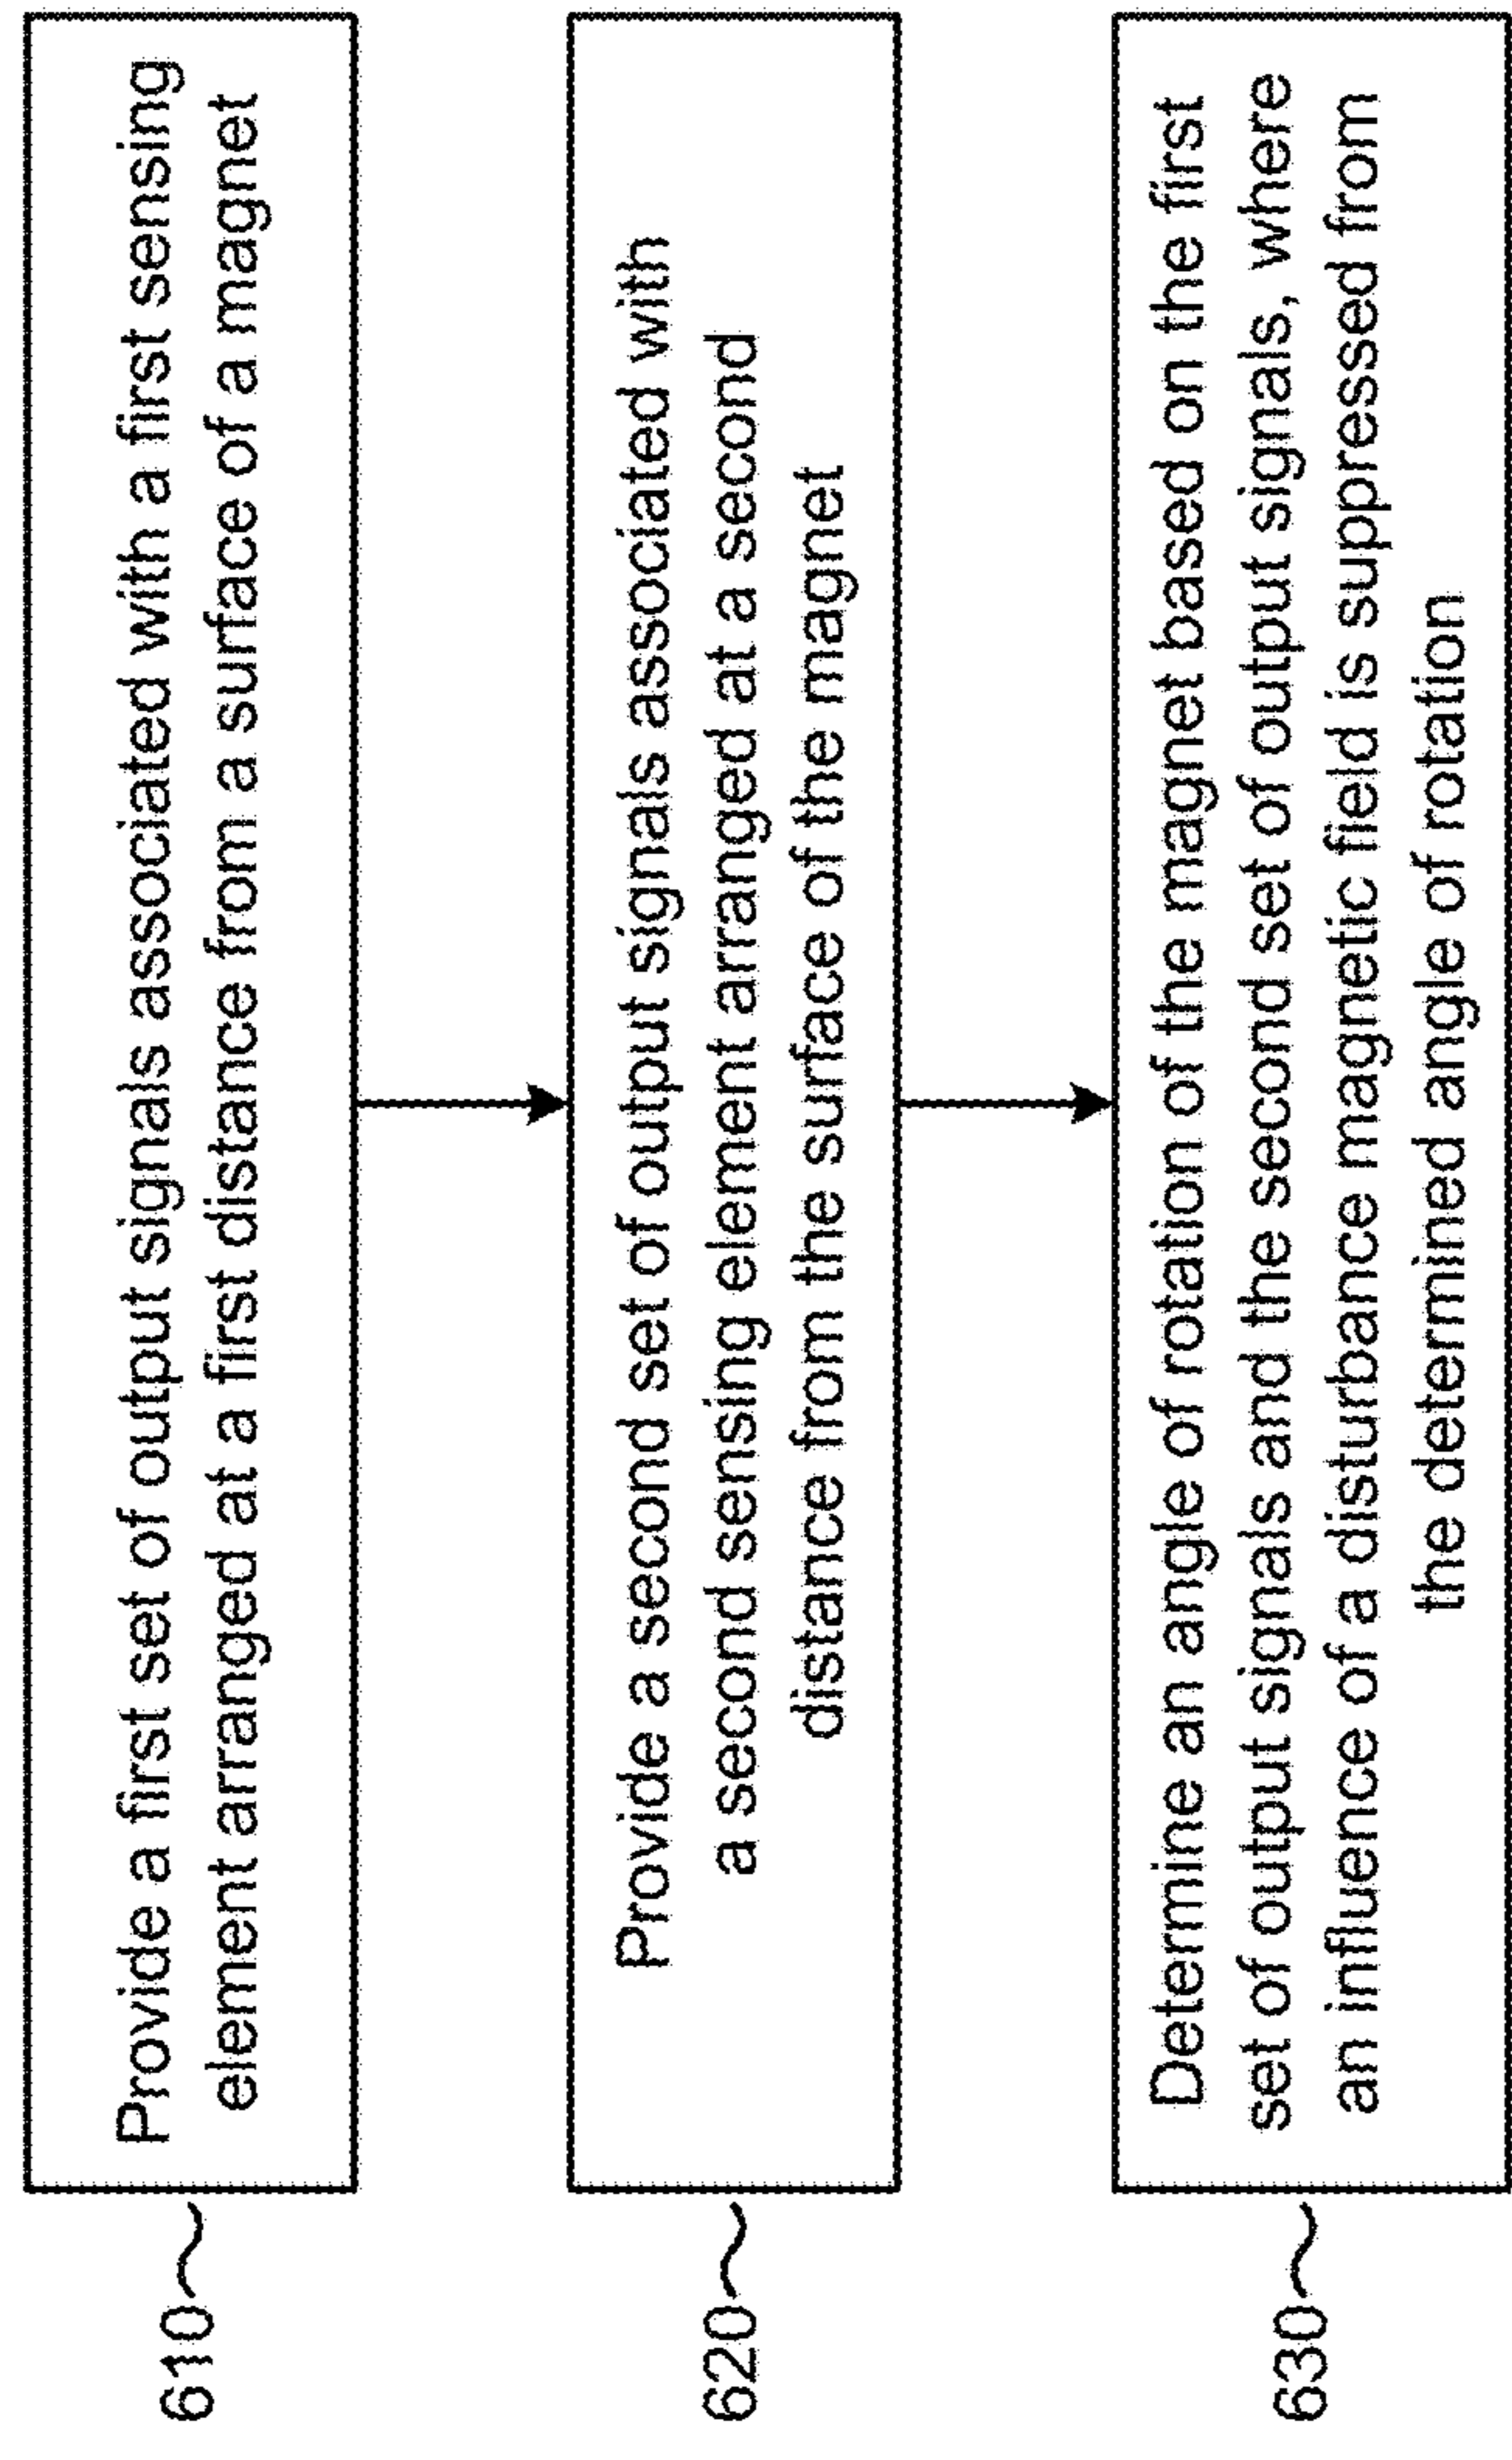 610
Provide a first set of output signals associated with a first sensing
element arranged at a first distance from a surface of a magnet
620
Provide a second set of output signals associated with
a second sensing element arranged at a second
distance from the surface of the magnet
630
Determine an angle of rotation of the magnet based on the first
set of output signals and the second set of output signals, where
an influence of a disturbance magnetic field is suppressed from
the determined angle of rotation